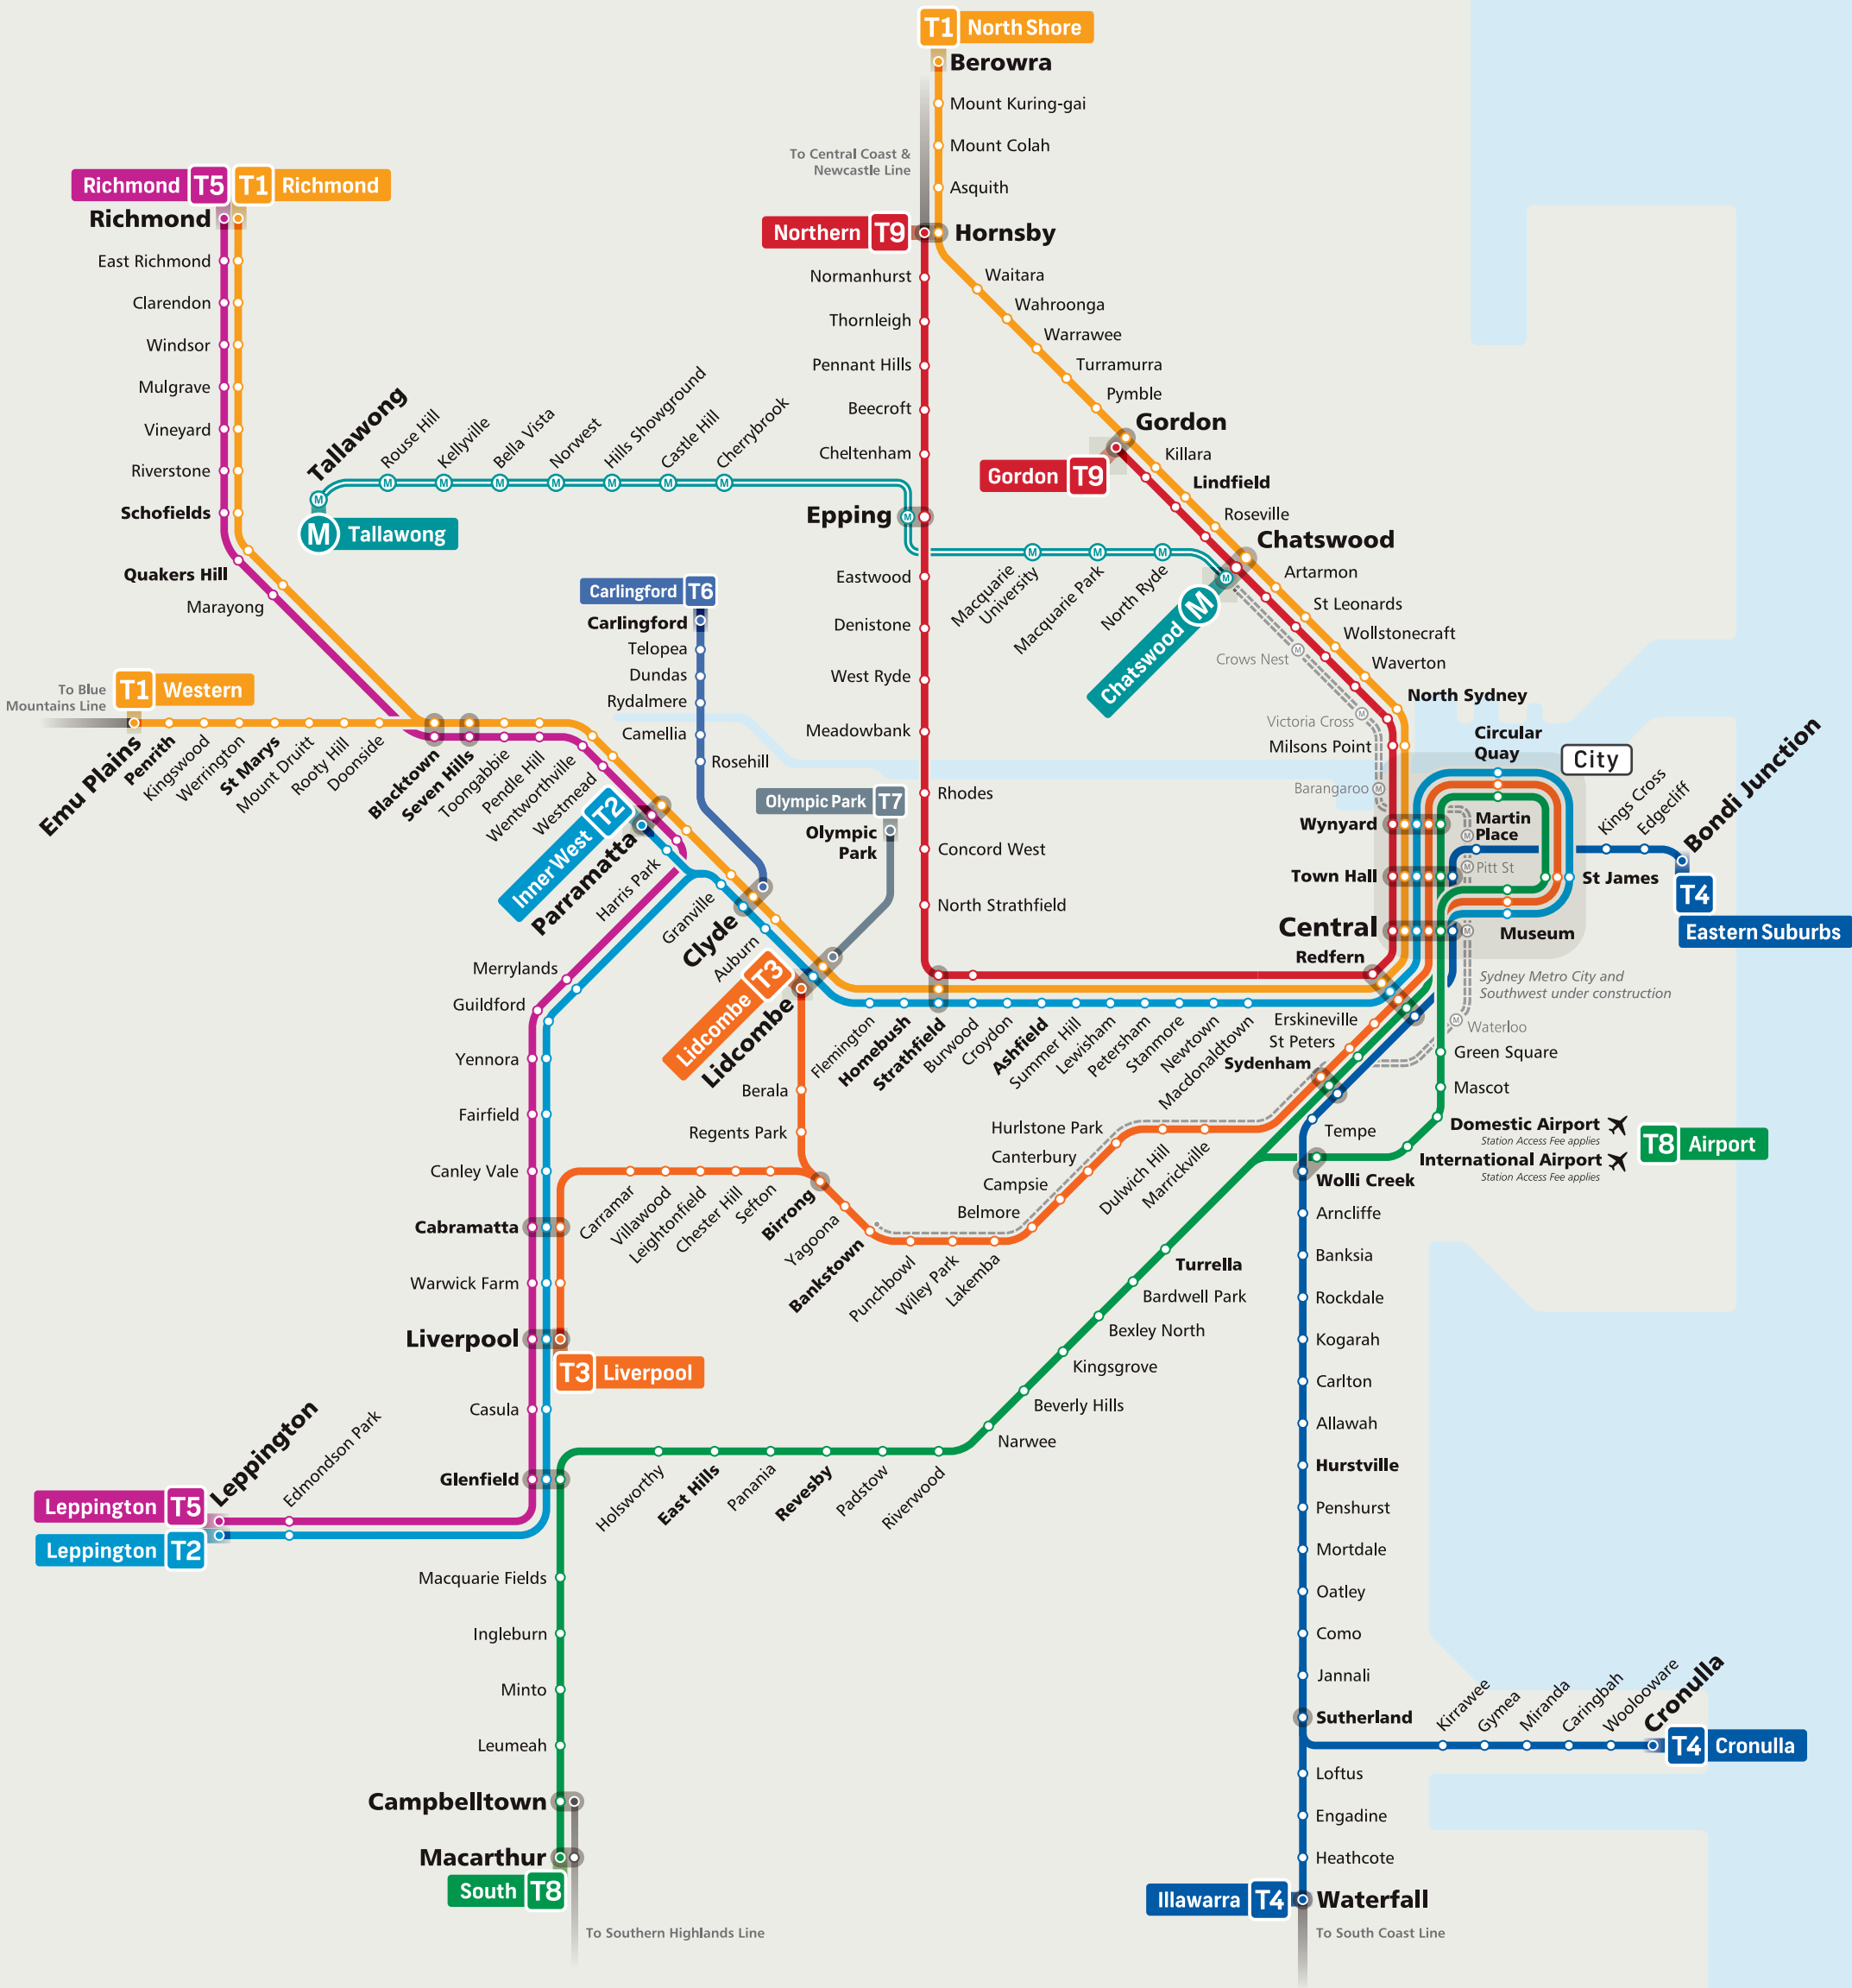 T1 North Shore
Berowra
Mount Kuring-gai
Mount Colah
Asquith
To Central Coast &
Newcastle Line
Northern T9
Hornsby
Richmond T5
T1 Richmond
Richmond
East Richmond
Clarendon
Windsor
Mulgrave
Vineyard
Riverstone
Schofields
Quakers Hill
Marayong
Normanhurst
Thornleigh
Pennant Hills
Beecroft
Cheltenham
Epping
Eastwood
Denistone
West Ryde
Meadowbank
Rhodes
Concord West
North Strathfield
Waitara
Wahroonga
Warrawee
Turramurra
Pymble
Gordon
Gordon T9
Killara
Lindfield
Roseville
Chatswood
Artarmon
St Leonards
Wollstonecraft
Waverton
North Sydney
Milsons Point
Tallawong
M Tallawong
Rouse Hill
Kellyville
Bella Vista
Norwest
Hills Showground
Castle Hill
Cherrybrook
Macquarie
University
Macquarie Park
North Ryde
Chatswood M
Crows Nest
Victoria Cross
Barangaroo
To Blue
Mountains Line
T1 Western
Emu Plains
Penrith
Kingswood
Werrington
St Marys
Mount Druitt
Rooty Hill
Doonside
Blacktown
Seven Hills
Toongabbie
Pendle Hill
Wentworthville
Westmead
Inner West T2
Parramatta
Harris Park
Granville
Clyde
Auburn
Carlingford T6
Carlingford
Telopea
Dundas
Rydalmere
Camellia
Rosehill
Olympic Park T7
Olympic
Park
Lidcombe T3
Lidcombe
Flemington
Homebush
Strathfield
Burwood
Croydon
Ashfield
Summer Hill
Lewisham
Petersham
Stanmore
Newtown
Macdonaldtown
City
Circular
Quay
Wynyard
Martin
Place
Pitt St
Town Hall
St James
Central
Museum
Redfern
Kings Cross
Edgecliff
Bondi Junction
T4
Eastern Suburbs
Sydney Metro City and
Southwest under construction
Waterloo
Erskineville
St Peters
Sydenham
Green Square
Mascot
Domestic Airport
Station Access Fee applies
International Airport
Station Access Fee applies
T8 Airport
Merrylands
Guildford
Yennora
Fairfield
Canley Vale
Cabramatta
Warwick Farm
Liverpool
T3 Liverpool
Casula
Glenfield
Leppington
Edmondson Park
Leppington T5
Leppington T2
Berala
Regents Park
Carramar
Villawood
Leightonfield
Chester Hill
Sefton
Birrong
Yagoona
Bankstown
Punchbowl
Wiley Park
Lakemba
Belmore
Campsie
Canterbury
Hurlstone Park
Dulwich Hill
Marrickville
Tempe
Wolli Creek
Arncliffe
Banksia
Rockdale
Kogarah
Carlton
Allawah
Hurstville
Penshurst
Mortdale
Oatley
Como
Jannali
Sutherland
Loftus
Engadine
Heathcote
Illawarra T4
Waterfall
To South Coast Line
Kirrawee
Gymea
Miranda
Caringbah
Woolooware
Cronulla
T4 Cronulla
Turrella
Bardwell Park
Bexley North
Kingsgrove
Beverly Hills
Narwee
Riverwood
Padstow
Revesby
Panania
East Hills
Holsworthy
Macquarie Fields
Ingleburn
Minto
Leumeah
Campbelltown
Macarthur
South T8
To Southern Highlands Line